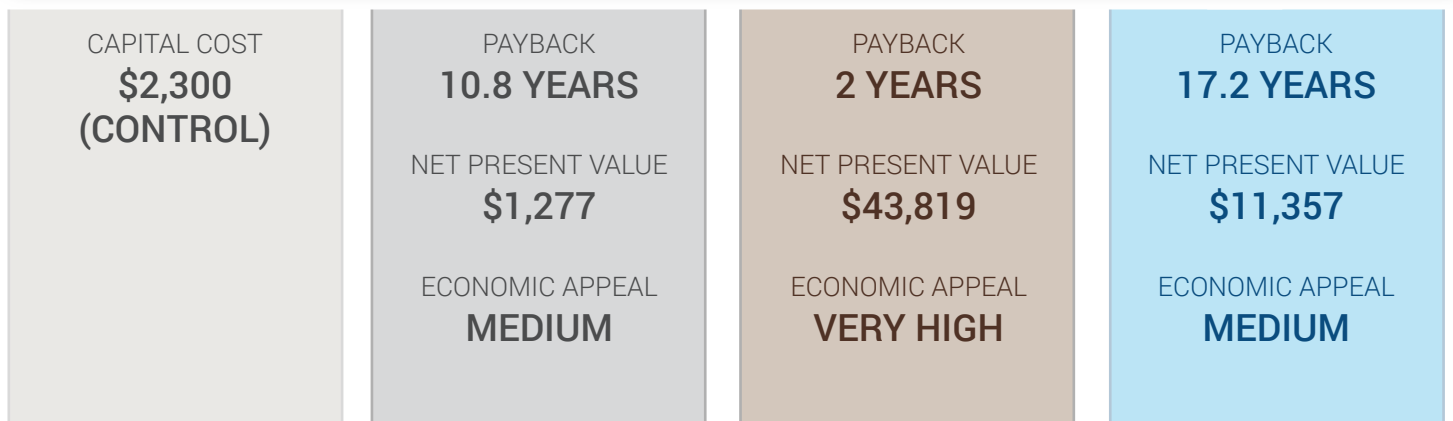 CAPITAL COST
$2,300
(CONTROL)
PAYBACK
10.8 YEARS
NET PRESENT VALUE
$1,277
ECONOMIC APPEAL
MEDIUM
PAYBACK
2 YEARS
NET PRESENT VALUE
$43,819
ECONOMIC APPEAL
VERY HIGH
PAYBACK
17.2 YEARS
NET PRESENT VALUE
$11,357
ECONOMIC APPEAL
MEDIUM